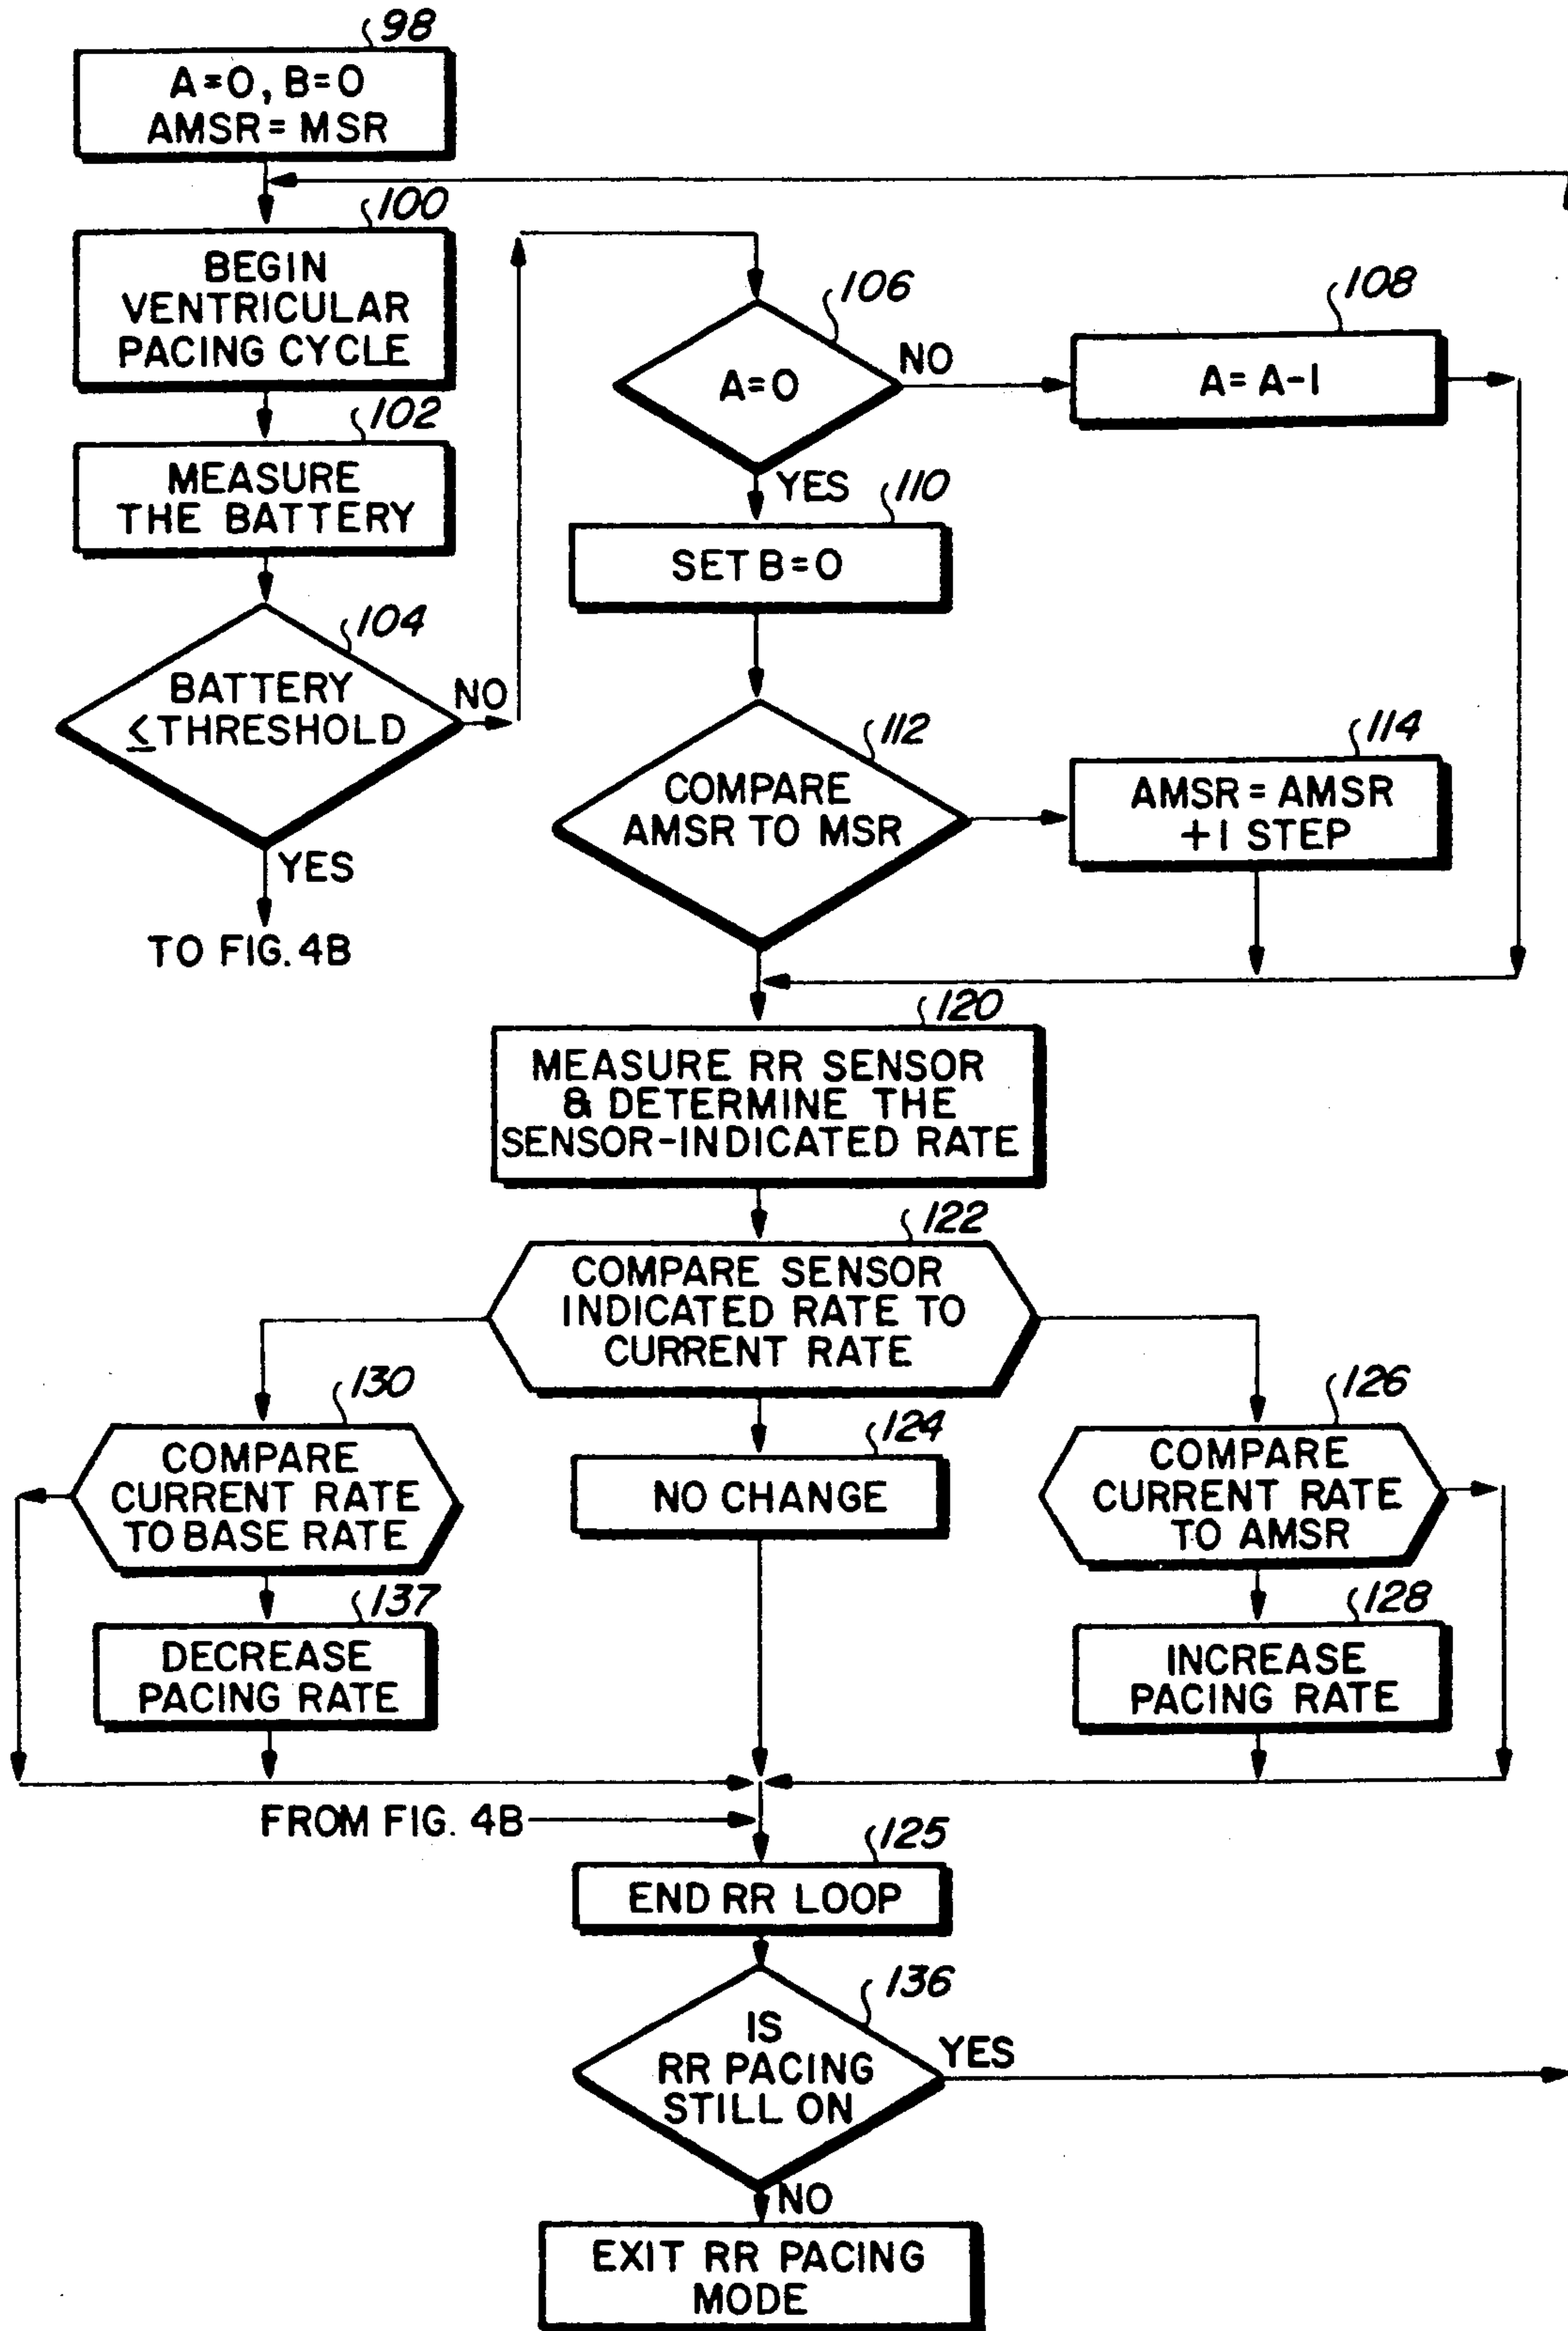 98
A=0, B=0
AMSR=MSR
100
BEGIN
VENTRICULAR
PACING CYCLE
102
MEASURE
THE BATTERY
104
BATTERY
≤THRESHOLD
NO
YES
TO FIG. 4B
106
A=0
NO
YES
108
A=A-1
110
SET B=0
112
COMPARE
AMSR TO MSR
114
AMSR=AMSR
+1 STEP
120
MEASURE RR SENSOR
& DETERMINE THE
SENSOR-INDICATED RATE
122
COMPARE SENSOR
INDICATED RATE TO
CURRENT RATE
130
COMPARE
CURRENT RATE
TO BASE RATE
124
NO CHANGE
126
COMPARE
CURRENT RATE
TO AMSR
137
DECREASE
PACING RATE
128
INCREASE
PACING RATE
FROM FIG. 4B
125
END RR LOOP
136
IS
RR PACING
STILL ON
YES
NO
EXIT RR PACING
MODE